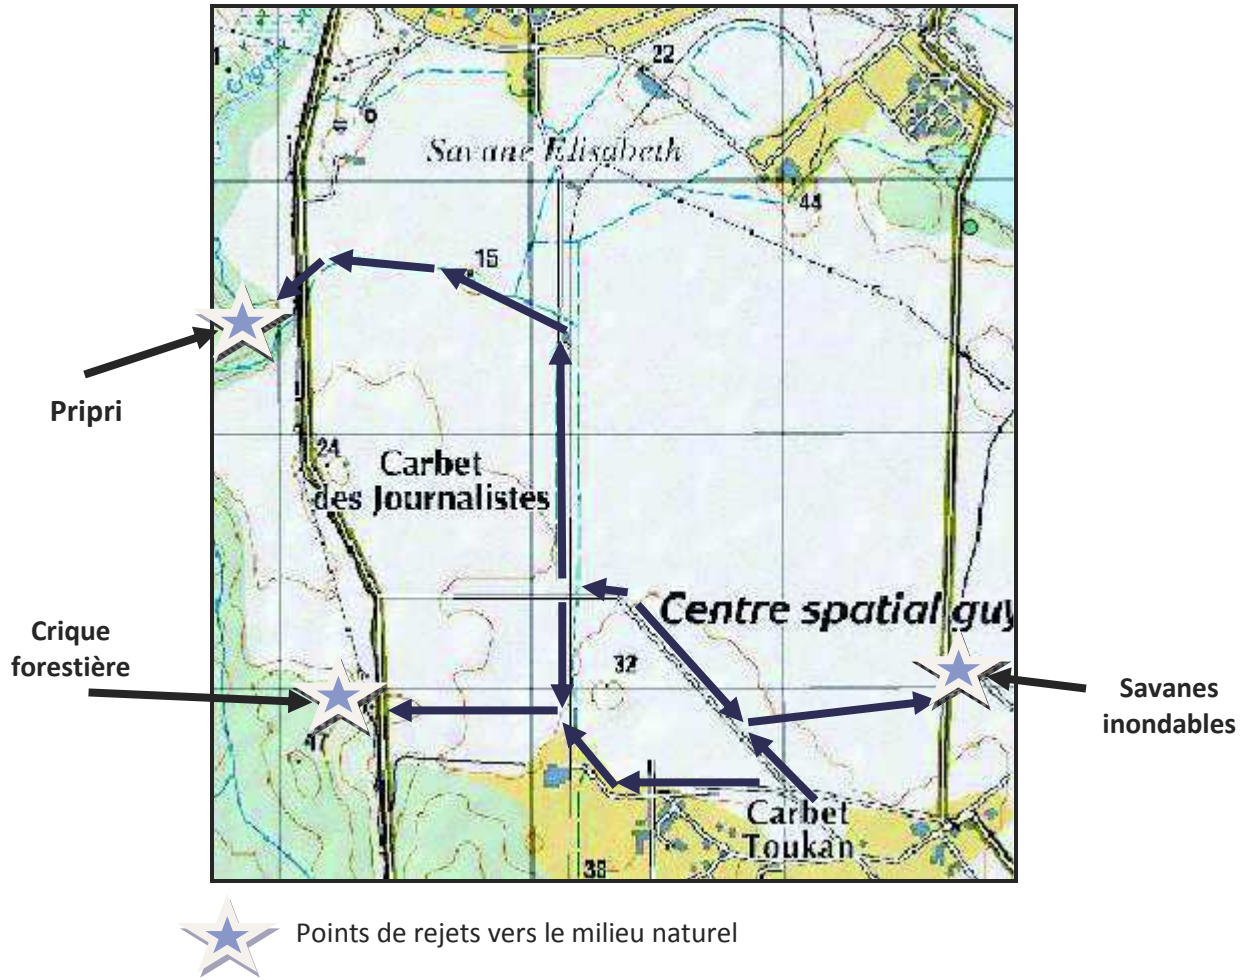 22
6
Savane Elisabeth
44
15
Pripri
24
Carbet
des Journalistes
Centre spatial guy
Crique
forestière
32
Savanes
inondables
Carbet
Toukan
38
Points de rejets vers le milieu naturel